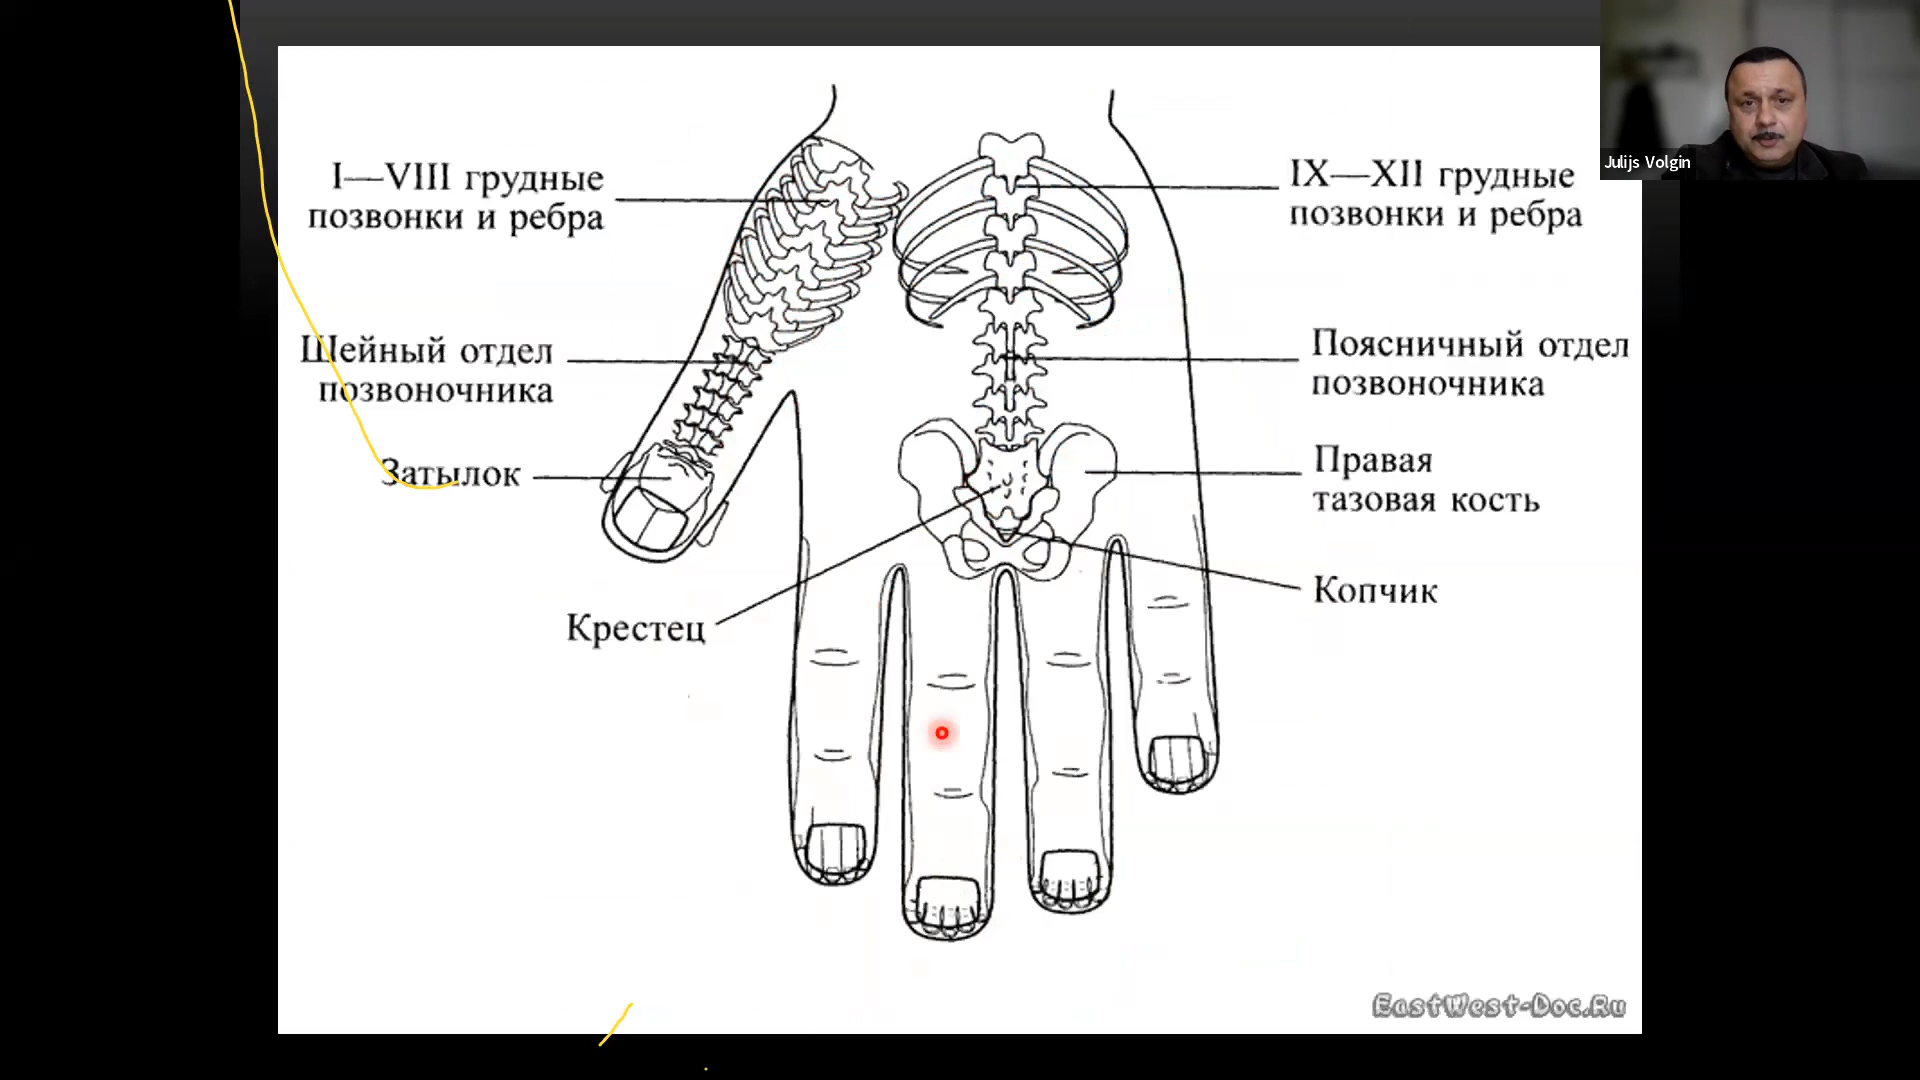 Julijs Volgin
I—VIII грудные
позвонки и ребра
IX—XII грудные
позвонки и ребра
Шейный отдел
позвоночника
Поясничный отдел
позвоночника
Затылок
Правая
тазовая кость
Крестец
Копчик
EastWest-Doc.Ru